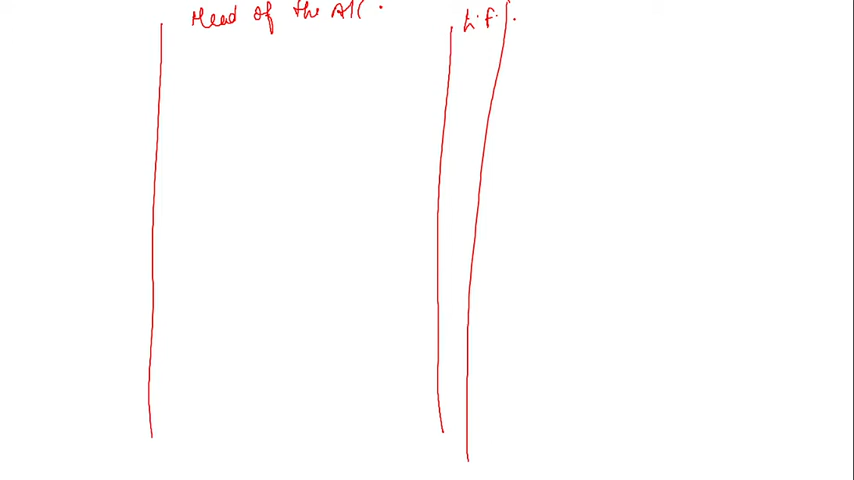 Head of the A/C.
L.F.